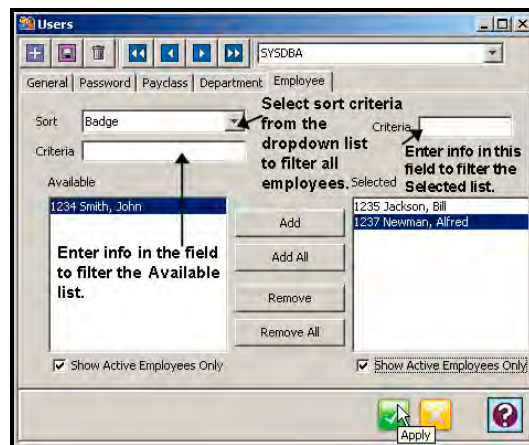 Users
SYSDBA
General Password Payclass Department Employee
Sort Badge
Select sort criteria
from the
dropdown list
to filter all
employees.
Criteria
Enter info in this
field to filter the
Selected list.
Criteria
Available
Selected
1234 Smith, John
1235 Jackson, Bill
1237 Newman, Alfred
Enter info in the field
to filter the Available
list.
Add
Add All
Remove
Remove All
Show Active Employees Only
Show Active Employees Only
Apply
?